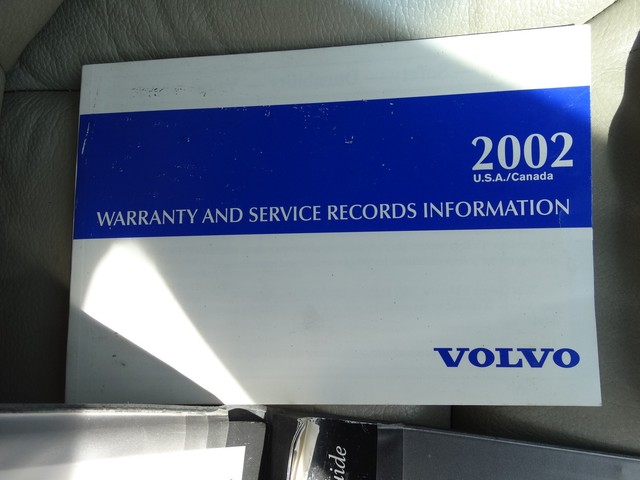 2002
U.S.A./Canada
WARRANTY AND SERVICE RECORDS INFORMATION
VOLVO